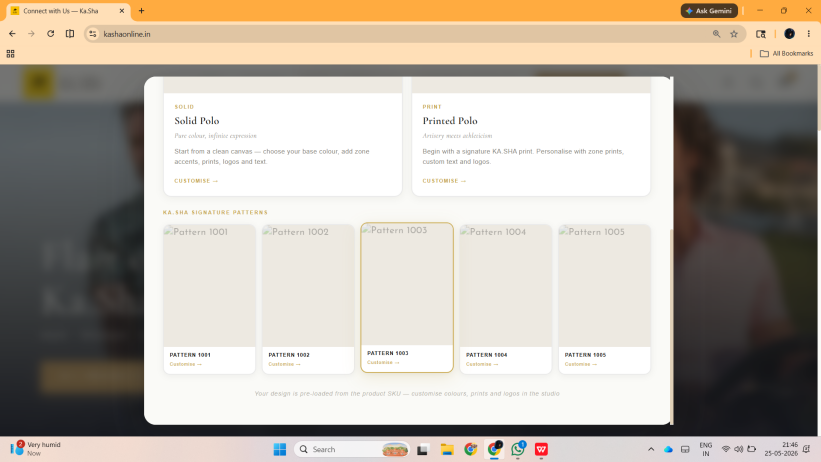 Connect with Us — Ka.Sha
Ask Gemini
kashaonline.in
All Bookmarks
SOLID
Solid Polo
Pure colour, infinite expression
Start from a clean canvas — choose your base colour, add zone
accents, prints, logos and text
CUSTOMISE →
PRINT
Printed Polo
Artistry meets athleticism
Begin with a signature KA.SHA print. Personalise with zone prints,
custom text and logos.
CUSTOMISE →
KA·SHA SIGNATURE PATTERNS
Pattern 1001
Pattern 1002
Pattern 1003
Pattern 1004
Pattern 1005
PATTERN 1001
Customise →
PATTERN 1002
Customise →
PATTERN 1003
Customise →
PATTERN 1004
Customise →
PATTERN 1005
Customise →
Your design is pre-loaded from the product SKU — customise colours, prints and logos in the studio
2
Very humid
Now
Search
1
ENG
IN
21:46
25-05-2026